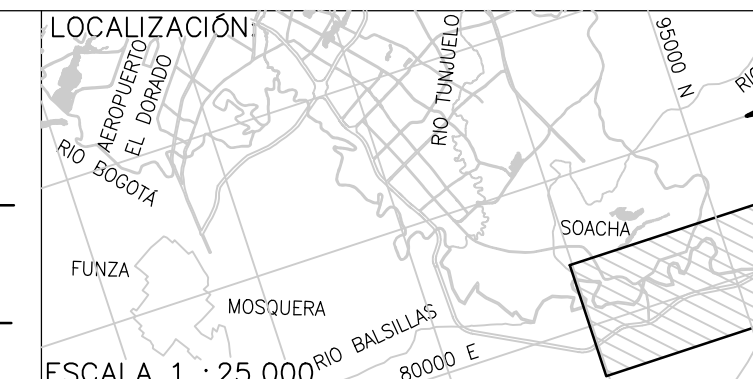 LOCALIZACIÓN:
AEROPUERTO
EL DORADO
RIO BOGOTÁ
RIO TUNJUELO
95000 N
RIO
SOACHA
FUNZA
MOSQUERA
RIO BALSILLAS
80000 E
ESCALA 1 : 25.000